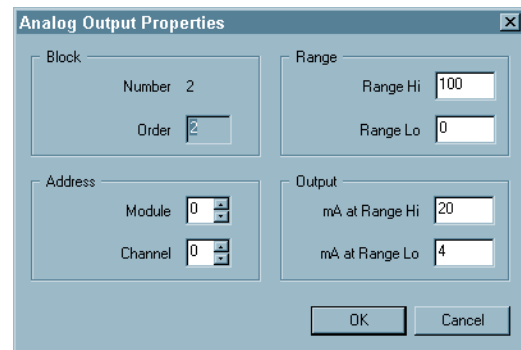 Analog Output Properties
Block
Number 2
Order 2
Range
Range Hi 100
Range Lo 0
Address
Module 0
Channel 0
Output
mA at Range Hi 20
mA at Range Lo 4
OK Cancel